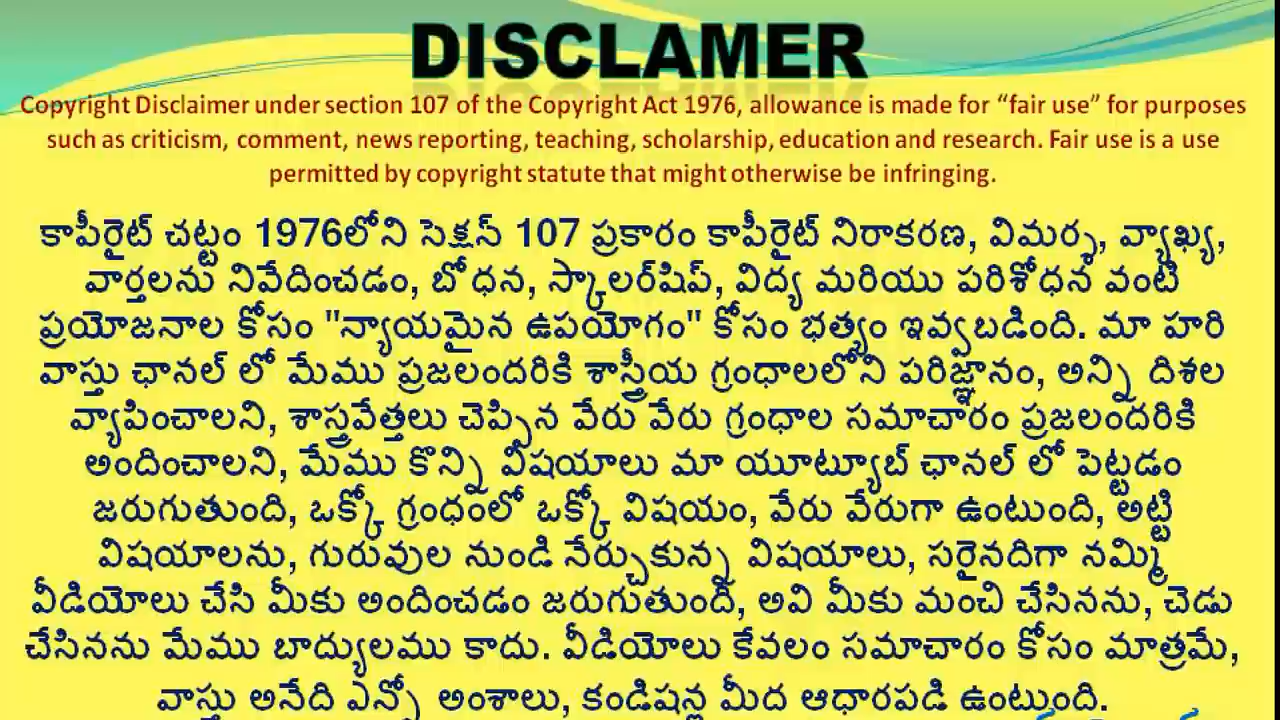 DISCLAMER
Copyright Disclaimer under section 107 of the Copyright Act 1976, allowance is made for “fair use” for purposes
such as criticism, comment, news reporting, teaching, scholarship, education and research. Fair use is a use
permitted by copyright statute that might otherwise be infringing.
కాపీరైట్ చట్టం 1976లోని సెక్షన్ 107 ప్రకారం కాపీరైట్ నిరాకరణ, విమర్శ, వ్యాఖ్య,
వార్తలను నివేదించడం, బోధన, స్కాలర్‌షిప్, విద్య మరియు పరిశోధన వంటి
ప్రయోజనాల కోసం "న్యాయమైన ఉపయోగం" కోసం భత్యం ఇవ్వబడింది. మా హరి
వాస్తు ఛానల్ లో మేము ప్రజలందరికి శాస్త్రీయ గ్రంధాలలోని పరిజ్ఞానం, అన్ని దిశల
వ్యాపించాలని, శాస్త్రవేత్తలు చెప్పిన వేరు వేరు గ్రంధాల సమాచారం ప్రజలందరికి
అందించాలని, మేము కొన్ని విషయాలు మా యూట్యూబ్ ఛానల్ లో పెట్టడం
జరుగుతుంది, ఒక్కో గ్రంధంలో ఒక్కో విషయం, వేరు వేరుగా ఉంటుంది, అట్టి
విషయాలను, గురువుల నుండి నేర్చుకున్న విషయాలు, సరైనదిగా నమ్మి
వీడియోలు చేసి మీకు అందించడం జరుగుతుంది, అవి మీకు మంచి చేసినను, చెడు
చేసినను మేము బాద్యులము కాదు. వీడియోలు కేవలం సమాచారం కోసం మాత్రమే,
వాస్తు అనేది ఎన్నో అంశాలు, కండిషన్ల మీద ఆధారపడి ఉంటుంది.